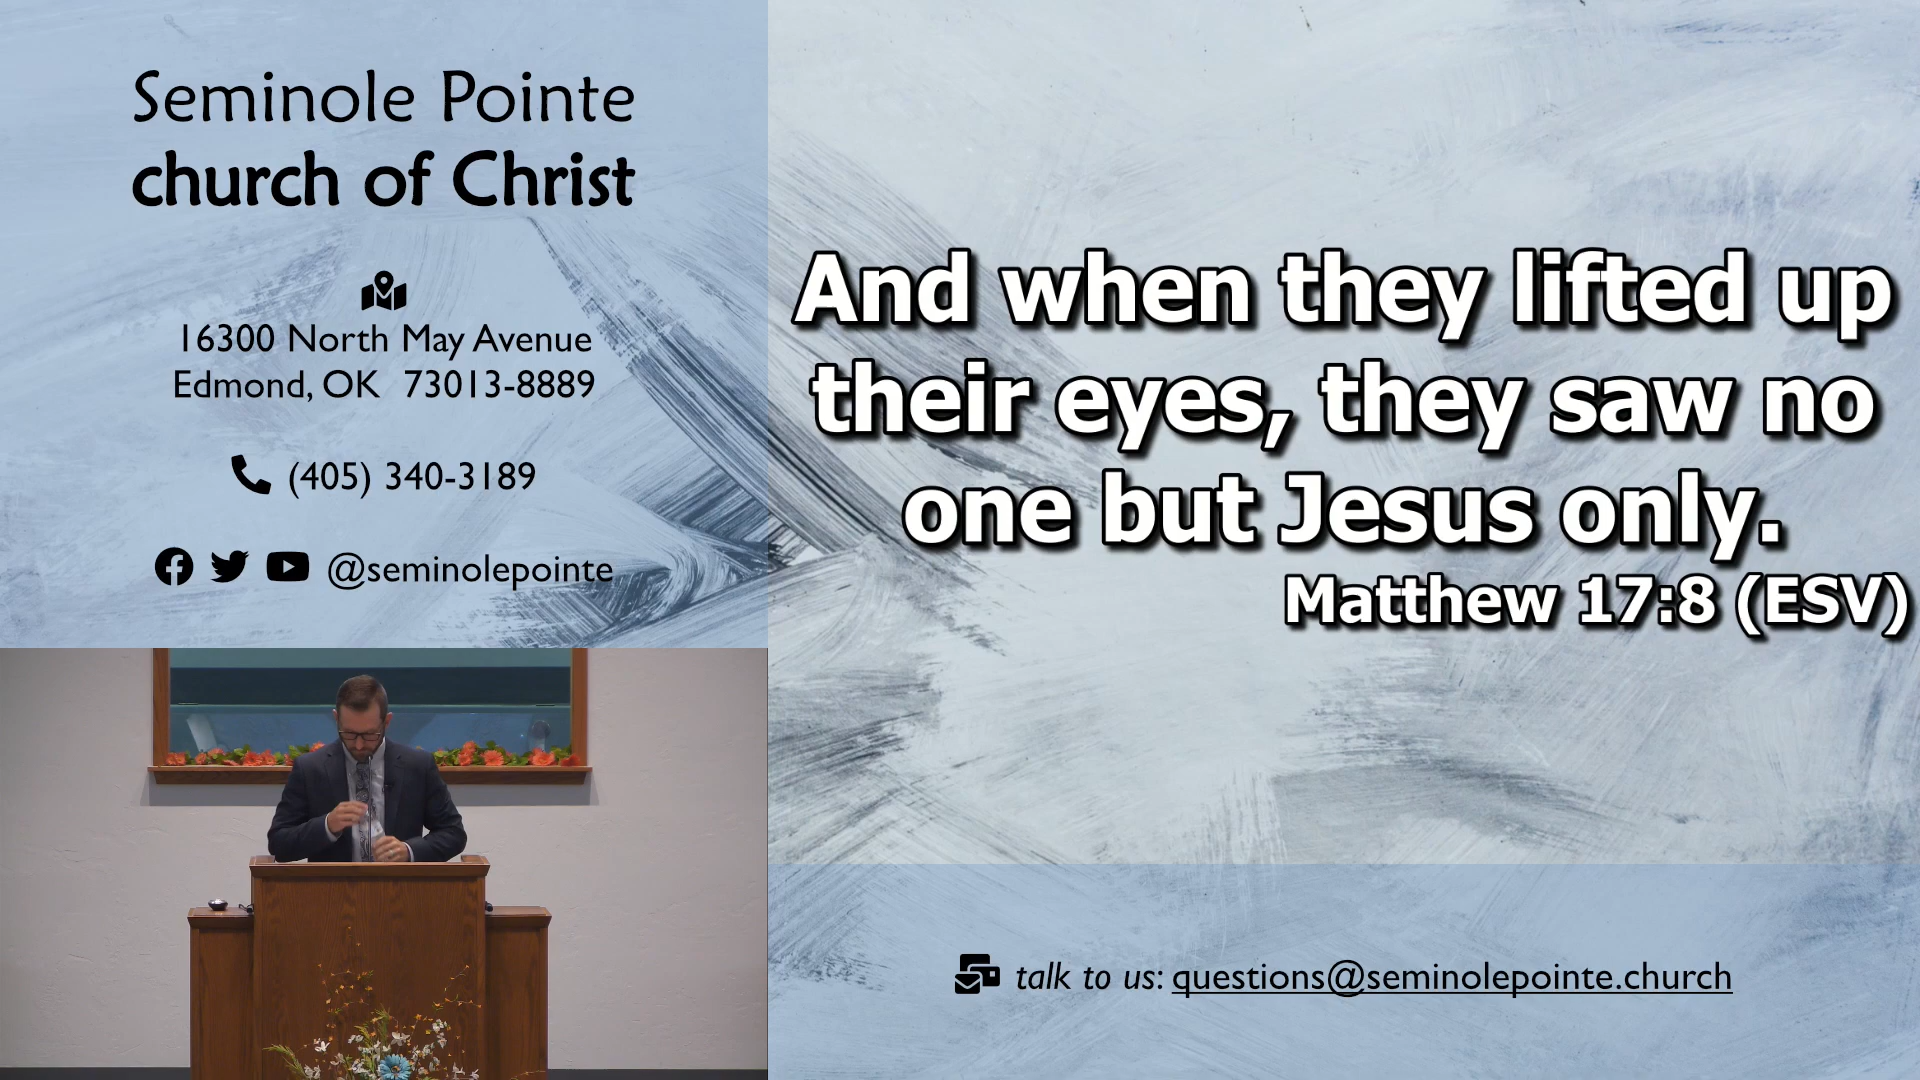 Seminole Pointe
church of Christ
16300 North May Avenue
Edmond, OK 73013-8889
(405) 340-3189
@seminolepointe
And when they lifted up
their eyes, they saw no
one but Jesus only.
Matthew 17:8 (ESV)
talk to us: questions@seminolepointe.church